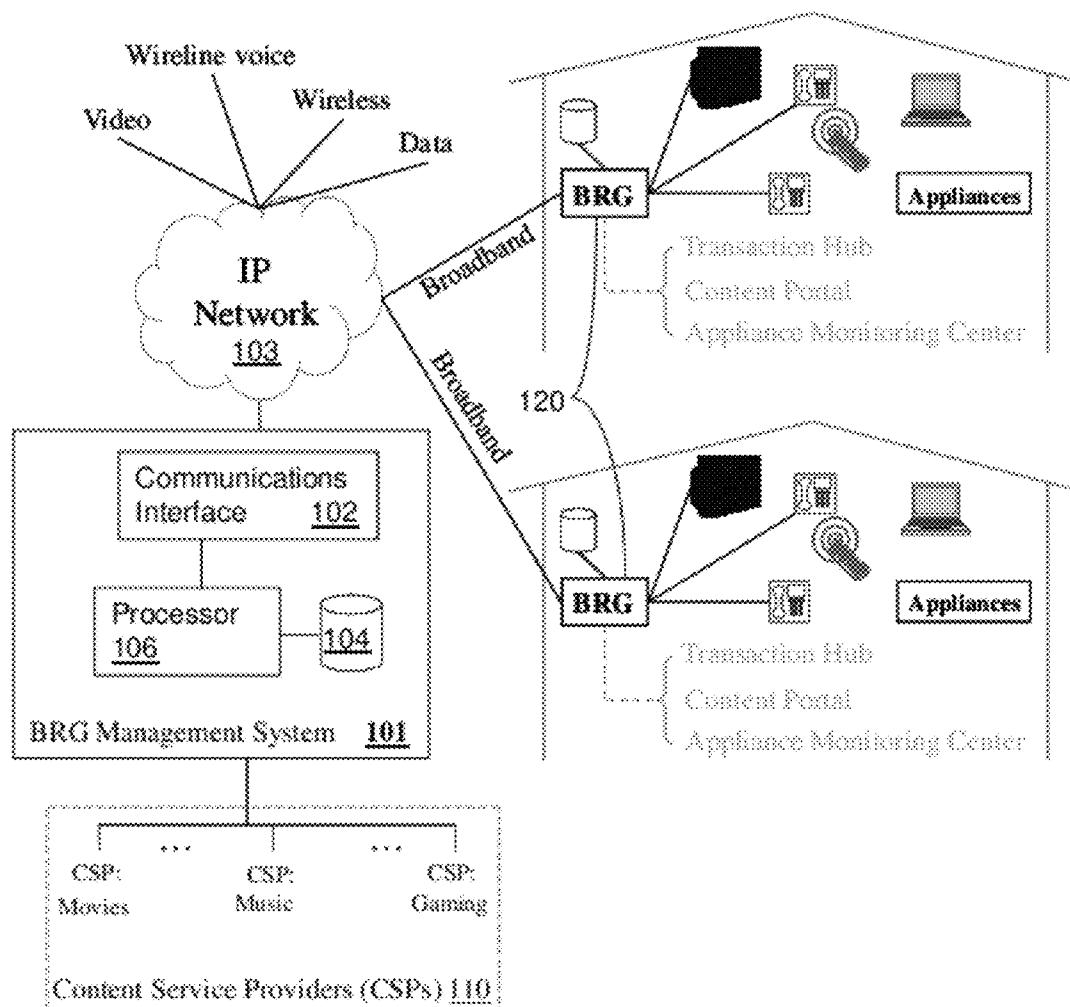 Wireline voice
Wireless
Video
Data
IP
Network
103
Broadband
Broadband
BRG
Appliances
Transaction Hub
Content Portal
Appliance Monitoring Center
120
Communications
Interface 102
Processor
106
104
BRG Management System 101
BRG
Appliances
Transaction Hub
Content Portal
Appliance Monitoring Center
... ...
CSP:
Movies
CSP:
Music
CSP:
Gaming
Content Service Providers (CSPs) 110